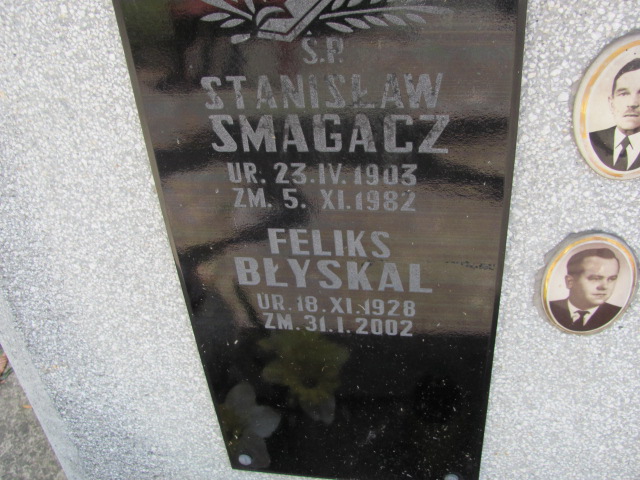 Ś.P.
STANISŁAW
SMAGACZ
UR. 23.IV.1903
ZM. 5. XI.1982
FELIKS
BŁYSKAL
UR.18.XI.1928
ZM.31.I.2002